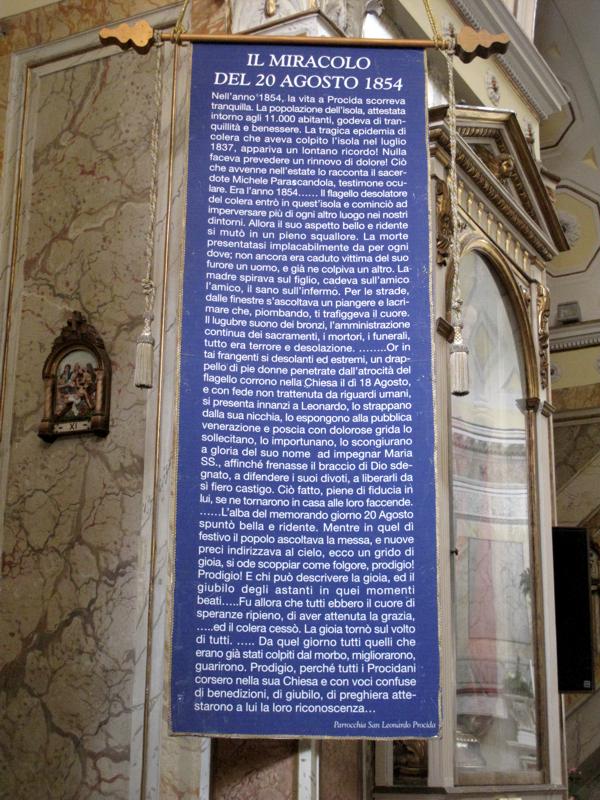 IL MIRACOLO
DEL 20 AGOSTO 1854
Nell'anno 1854, la vita a Procida scorreva
tranquilla. La popolazione dell'isola, attestata
intorno agli 11.000 abitanti, godeva di tran-
quillità e benessere. La tragica epidemia di
colera che aveva colpito l'isola nel luglio
1837, appariva un lontano ricordo! Nulla
faceva prevedere un rinnovo di dolore! Ciò
che avvenne nell'estate lo racconta il sacer-
dote Michele Parascandola, testimone ocu-
lare. Era l'anno 1854...... Il flagello desolatore
del colera entrò in quest'isola e cominciò ad
imperversare più di ogni altro luogo nei nostri
dintorni. Allora il suo aspetto bello e ridente
si mutò in un pieno squallore. La morte
presentatasi implacabilmente da per ogni
dove; non ancora era caduto vittima del suo
furore un uomo, e già ne colpiva un altro. La
madre spirava sul figlio, cadeva sull'amico
l'amico, il sano sull'infermo. Per le strade,
dalle finestre s'ascoltava un piangere e lacri-
mare che, piombando, ti trafiggeva il cuore.
Il lugubre suono dei bronzi, l'amministrazione
continua dei sacramenti, i mortori, i funerali,
tutto era terrore e desolazione. ........Or in
tai frangenti sì desolanti ed estremi, un drap-
pello di pie donne penetrate dall'atrocità del
flagello corrono nella Chiesa il dì 18 Agosto,
e con fede non trattenuta da riguardi umani,
si presenta innanzi a Leonardo, lo strappano
dalla sua nicchia, lo espongono alla pubblica
venerazione e poscia con dolorose grida lo
sollecitano, lo importunano, lo scongiurano
a gloria del suo nome ad impegnar Maria
SS., affinché frenasse il braccio di Dio sde-
gnato, a difendere i suoi divoti, a liberarli da
sì fiero castigo. Ciò fatto, piene di fiducia in
lui, se ne tornarono in casa alle loro faccende.
......L'alba del memorando giorno 20 Agosto
spuntò bella e ridente. Mentre in quel dì
festivo il popolo ascoltava la messa, e nuove
preci indirizzava al cielo, ecco un grido di
gioia, si ode scoppiar come folgore, prodigio!
Prodigio! E chi può descrivere la gioia, ed il
giubilo degli astanti in quei momenti
beati.....Fu allora che tutti ebbero il cuore di
speranze ripieno, di aver attenuta la grazia,
.....ed il colera cessò. La gioia tornò sul volto
di tutti. ..... Da quel giorno tutti quelli che
erano già stati colpiti dal morbo, migliorarono,
guarirono. Prodigio, perché tutti i Procidani
corsero nella sua Chiesa e con voci confuse
di benedizioni, di giubilo, di preghiera atte-
starono a lui la loro riconoscenza...
Parrocchia San Leonardo Procida
XI